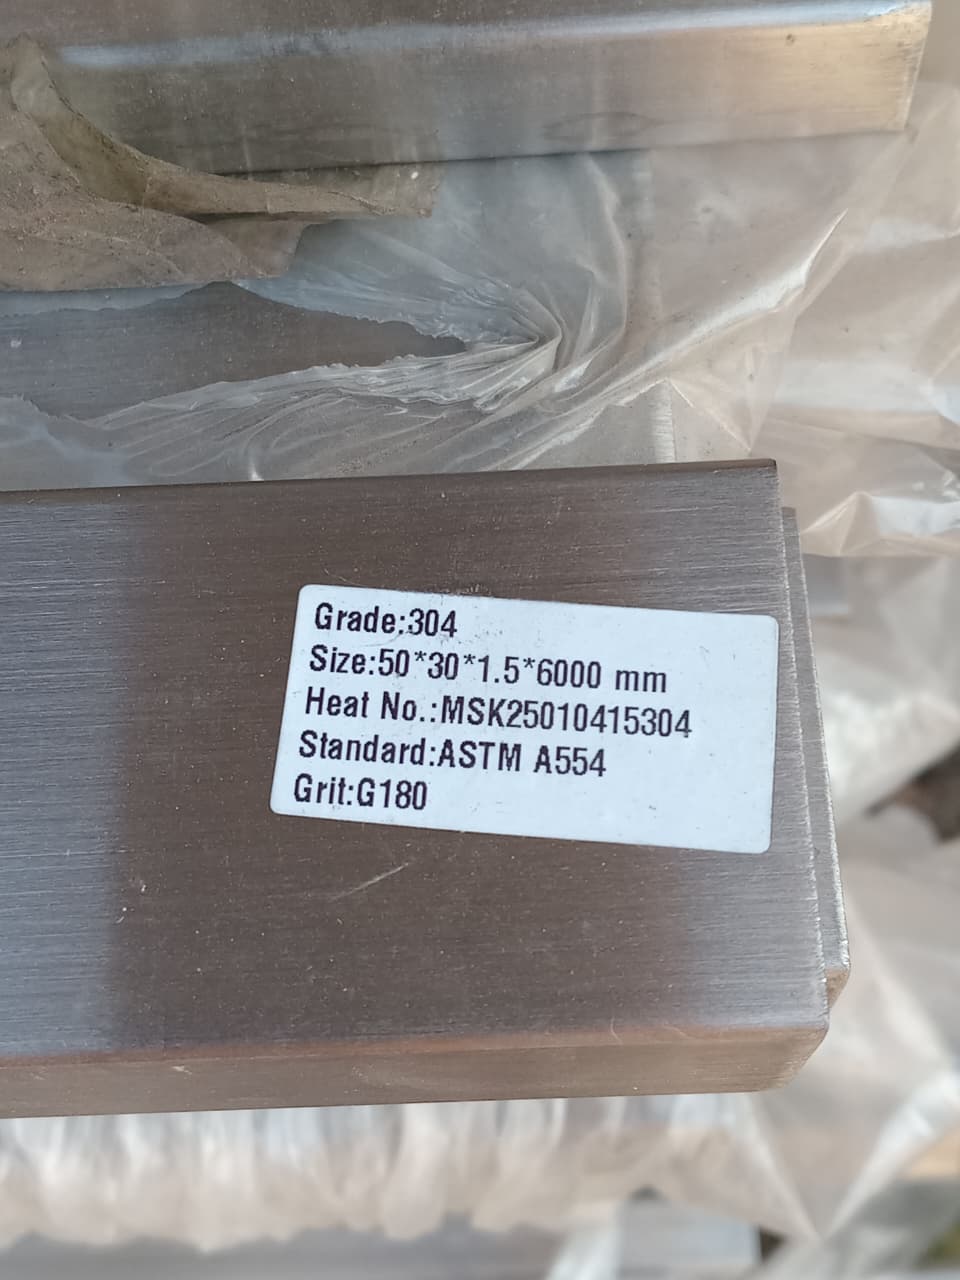 Grade:304
Size:50*30*1.5*6000 mm
Heat No.:MSK25010415304
Standard:ASTM A554
Grit:G180